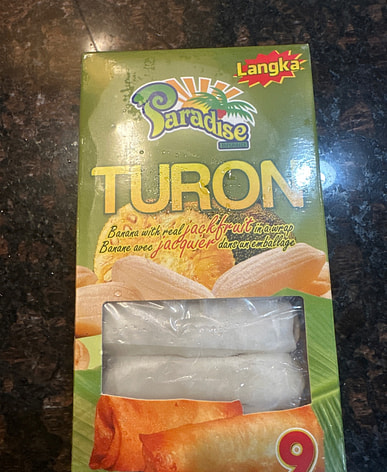 Langka
Paradise
TURON
Banana with real jackfruit in a wrap
Banane avec jacquier dans un emballage
9